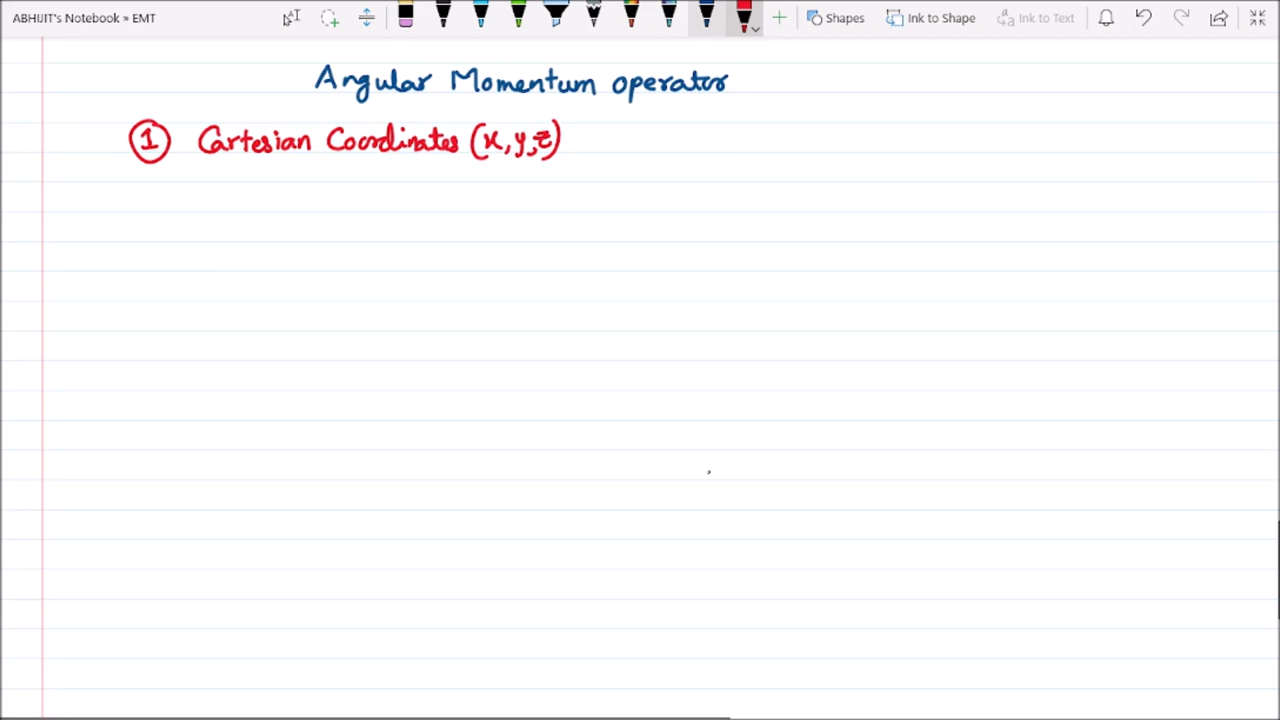 ABHIJIT's Notebook » EMT
Shapes
Ink to Shape
Ink to Text
Angular Momentum operator
1 Cartesian Coordinates (x,y,z)